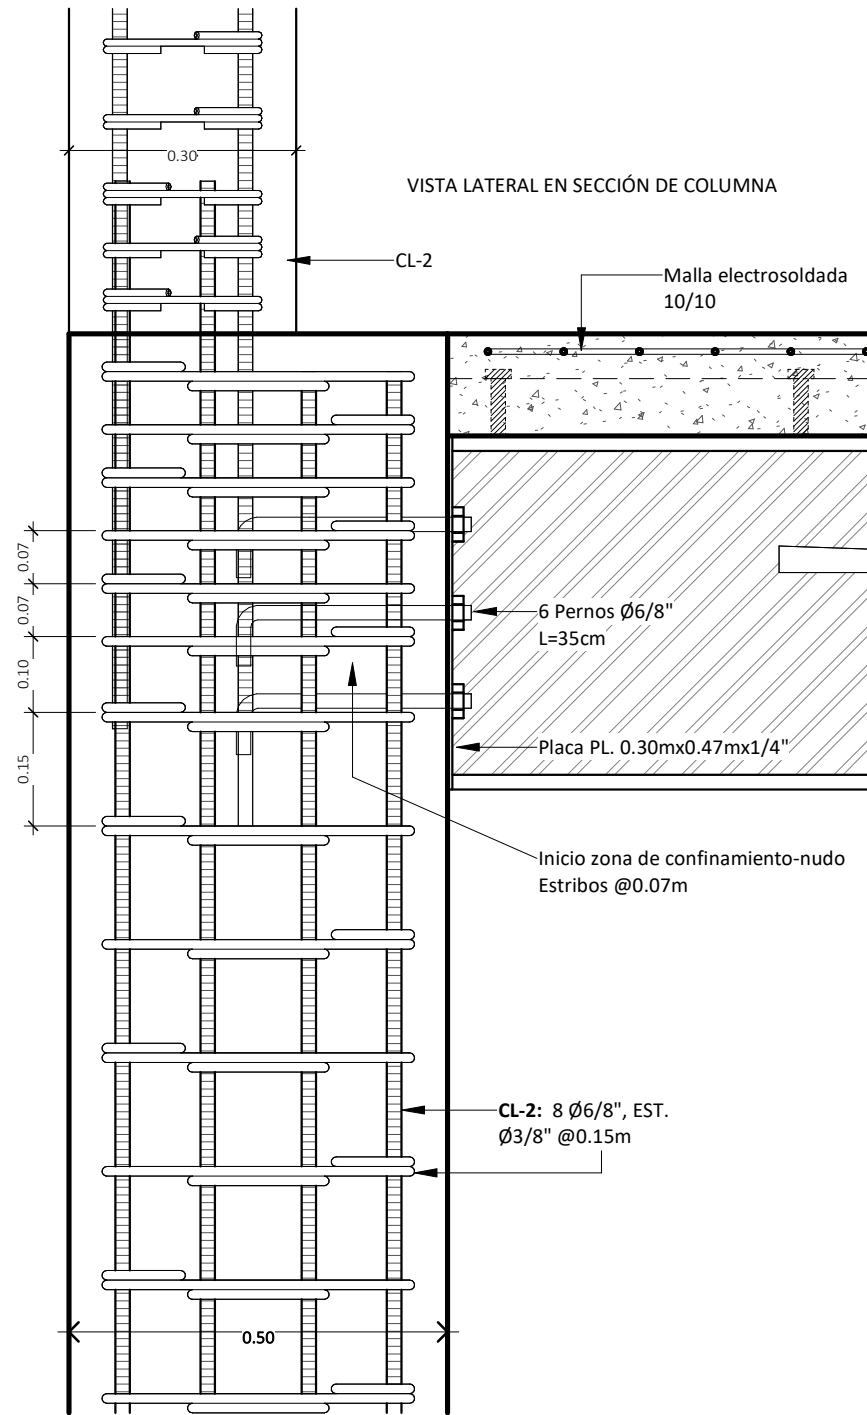 0.30
VISTA LATERAL EN SECCIÓN DE COLUMNA
CL-2
Malla electrosoldada
10/10
0.07
0.07
0.10
0.15
6 Pernos Ø6/8"
L=35cm
Placa PL. 0.30mx0.47mx1/4"
Inicio zona de confinamiento-nudo
Estribos @0.07m
CL-2: 8 Ø6/8", EST.
Ø3/8" @0.15m
0.50